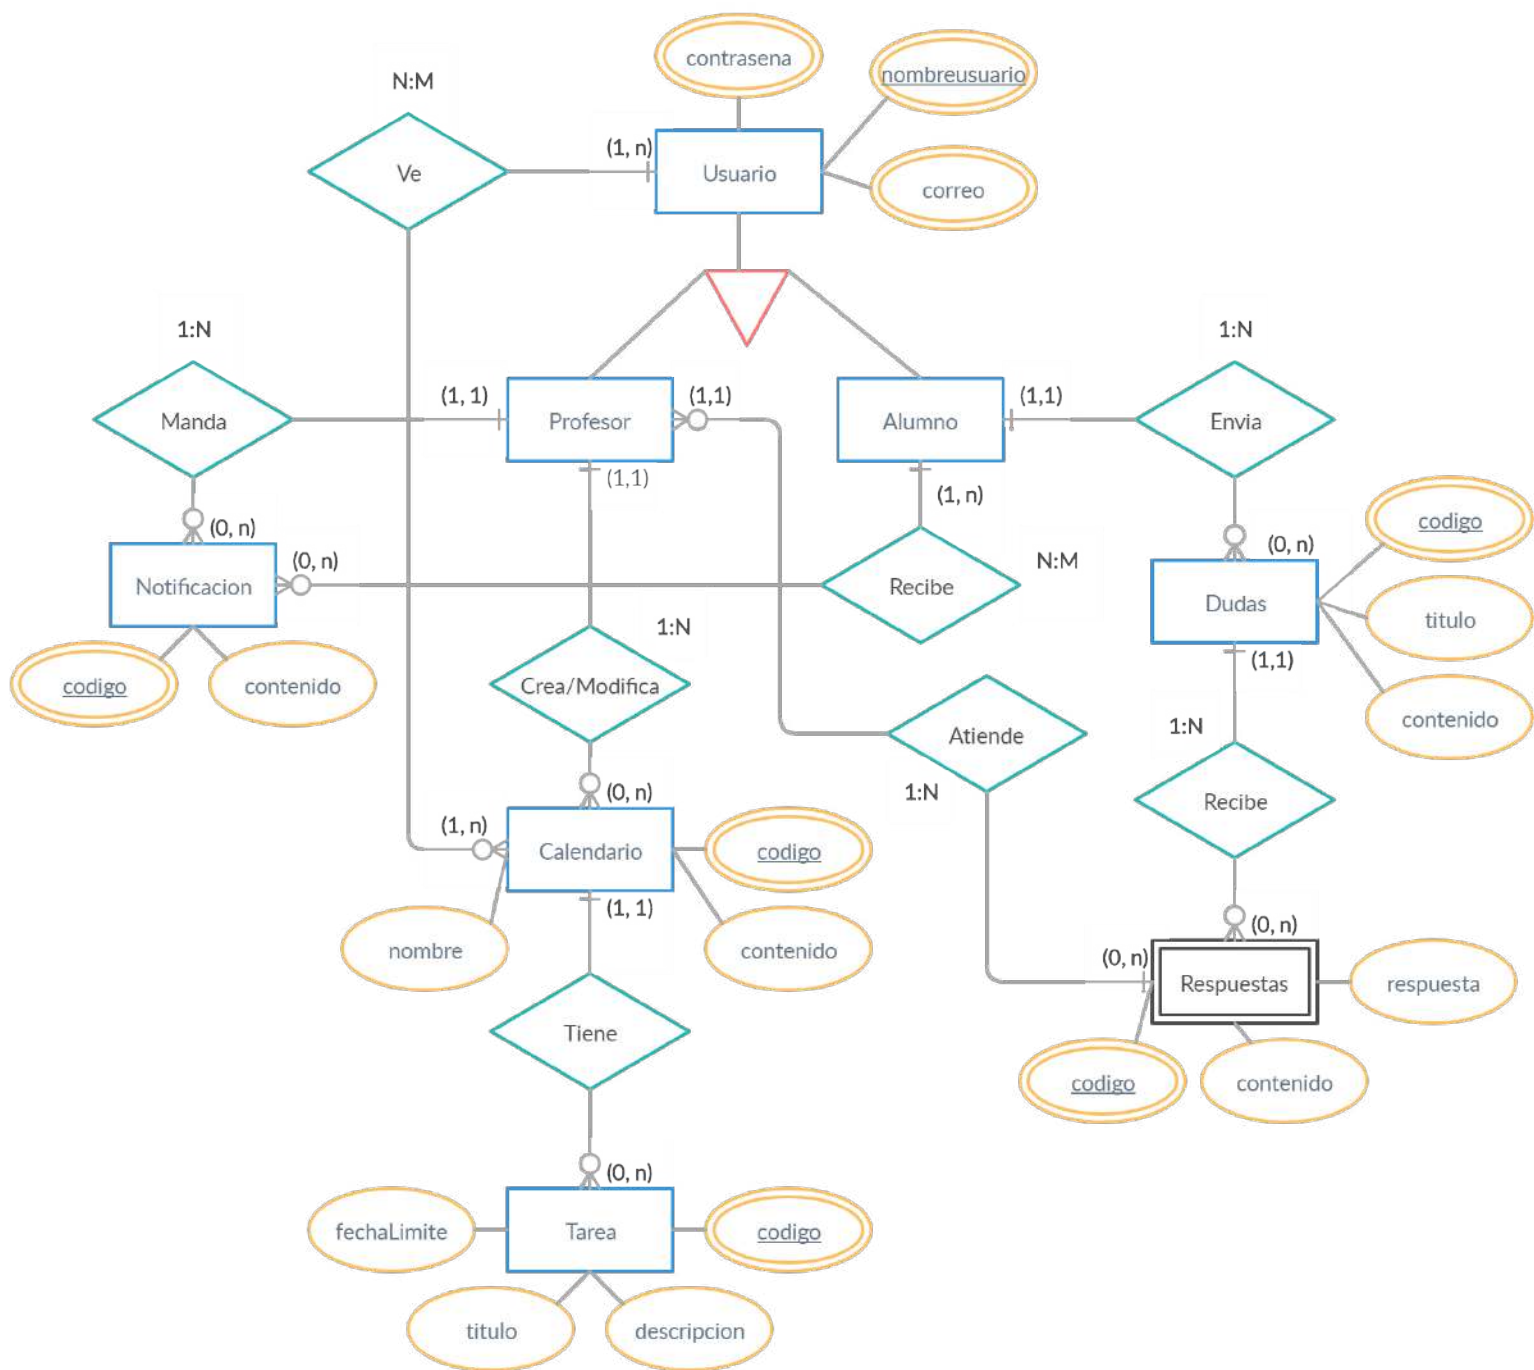 contrasena
nombreusuario
N:M
(1, n)
Ve
Usuario
correo
1:N
1:N
(1, 1)
(1,1)
(1,1)
Manda
Profesor
Alumno
Envia
(1,1)
(1, n)
(0, n)
(0, n)
(0, n)
codigo
Notificacion
Recibe
N:M
Dudas
titulo
1:N
(1,1)
codigo
contenido
Crea/Modifica
contenido
Atiende
1:N
(0, n)
1:N
Recibe
(1, n)
Calendario
codigo
(1, 1)
nombre
contenido
(0, n)
(0, n)
Respuestas
respuesta
Tiene
codigo
contenido
(0, n)
fechaLimite
Tarea
codigo
titulo
descripcion